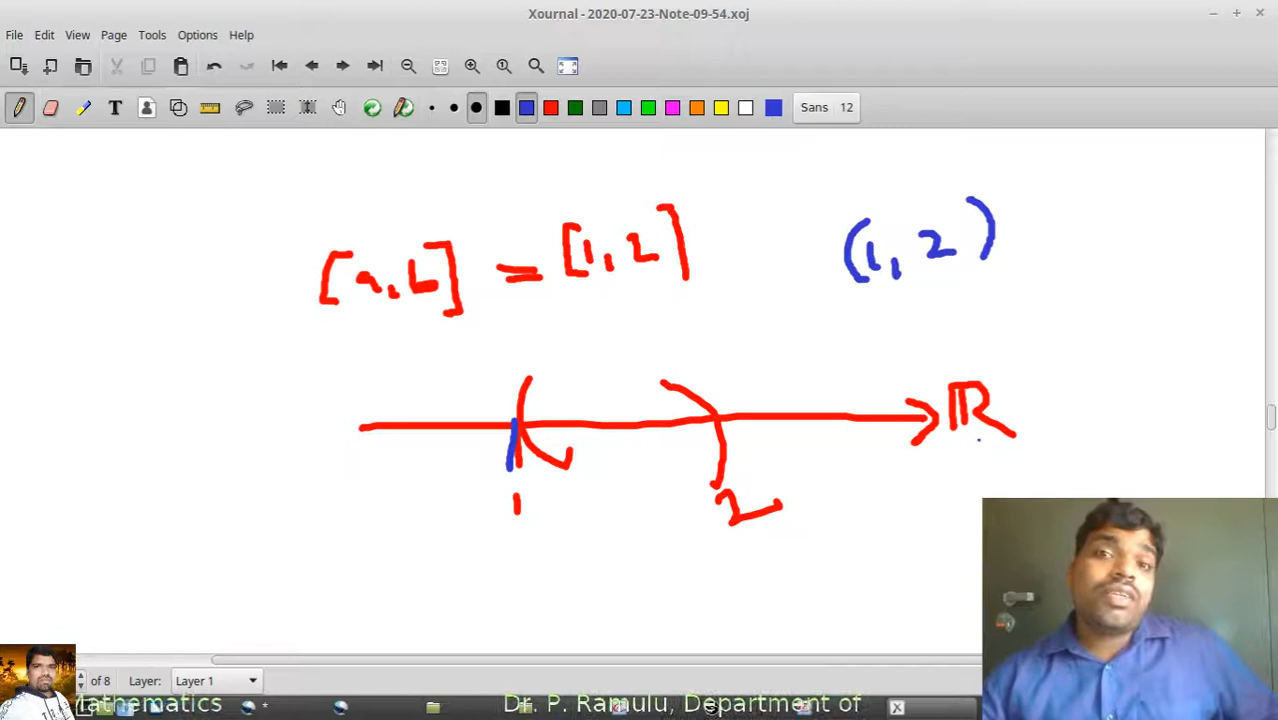 Xournal - 2020-07-23-Note-09-54.xoj
File Edit View Page Tools Options Help
Sans 12
[a, b] = [1, 2] (1, 2)
ℝ
1 2
of 8 Layer: Layer 1
Mathematics Dr. P. Ramulu, Department of